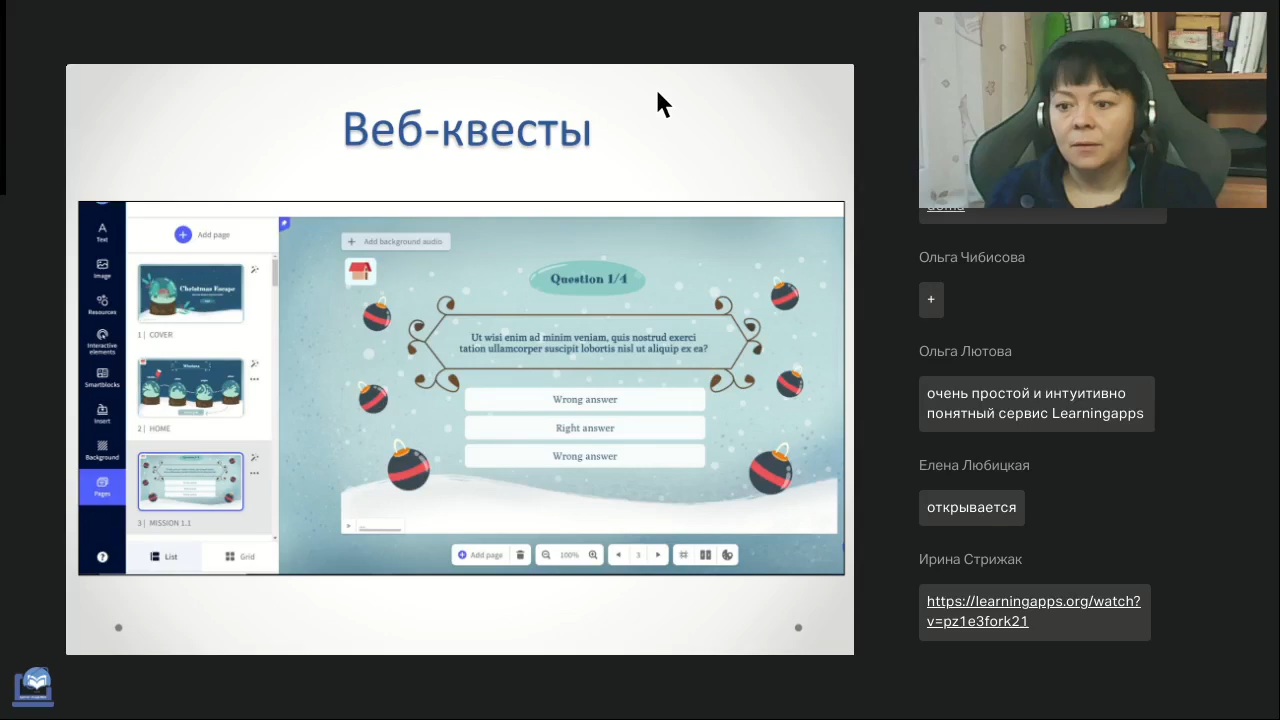 Веб-квесты
Text
Image
Resources
Interactive
elements
Smartblocks
Insert
Background
Pages
?
Add page
Christmas Escape
1 | COVER
2 | HOME
3 | MISSION 1.1
List
Grid
+ Add background audio
Question 1/4
Ut wisi enim ad minim veniam, quis nostrud exerci
tation ullamcorper suscipit lobortis nisl ut aliquip ex ea?
Wrong answer
Right answer
Wrong answer
Add page
100%
3
Ольга Чибисова
+
Ольга Лютова
очень простой и интуитивно
понятный сервис Learningapps
Елена Любицкая
открывается
Ирина Стрижак
https://learningapps.org/watch?
v=pz1e3fork21